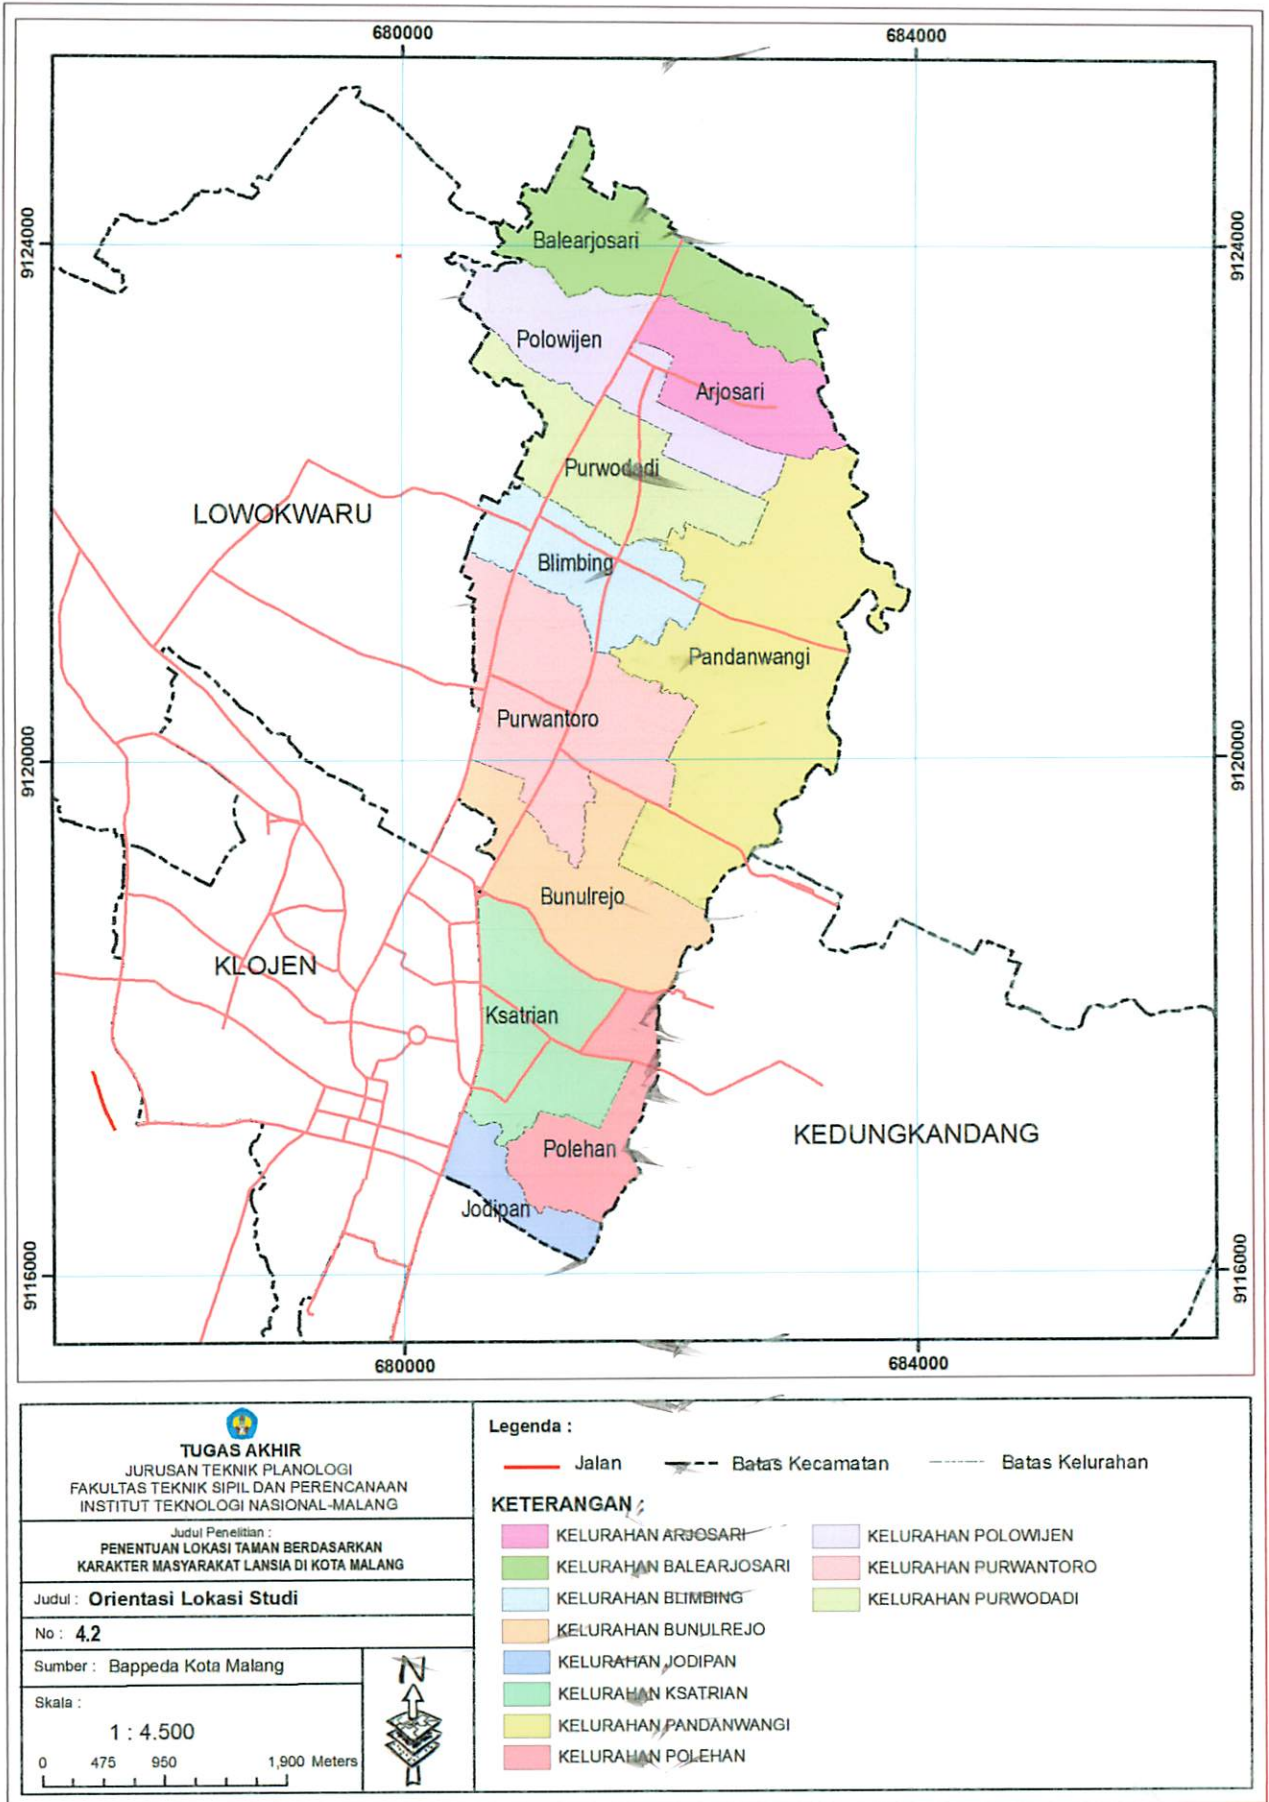 680000
684000
9124000
9124000
Balearjosari
Polowijen
Arjosari
Purwodadi
LOWOKWARU
Blimbing
Pandanwangi
Purwantoro
9120000
9120000
Bunulrejo
KLOJEN
Ksatrian
KEDUNGKANDANG
Polehan
Jodipan
9116000
9116000
680000
684000
TUGAS AKHIR
JURUSAN TEKNIK PLANOLOGI
FAKULTAS TEKNIK SIPIL DAN PERENCANAAN
INSTITUT TEKNOLOGI NASIONAL-MALANG
Judul Penelitian :
PENENTUAN LOKASI TAMAN BERDASARKAN
KARAKTER MASYARAKAT LANSIA DI KOTA MALANG
Judul : Orientasi Lokasi Studi
No : 4.2
Sumber : Bappeda Kota Malang
Skala :
1 : 4.500
0 475 950 1,900 Meters
N
Legenda :
Jalan Batas Kecamatan Batas Kelurahan
KETERANGAN :
KELURAHAN ARJOSARI
KELURAHAN BALEARJOSARI
KELURAHAN BLIMBING
KELURAHAN BUNULREJO
KELURAHAN JODIPAN
KELURAHAN KSATRIAN
KELURAHAN PANDANWANGI
KELURAHAN POLEHAN
KELURAHAN POLOWIJEN
KELURAHAN PURWANTORO
KELURAHAN PURWODADI